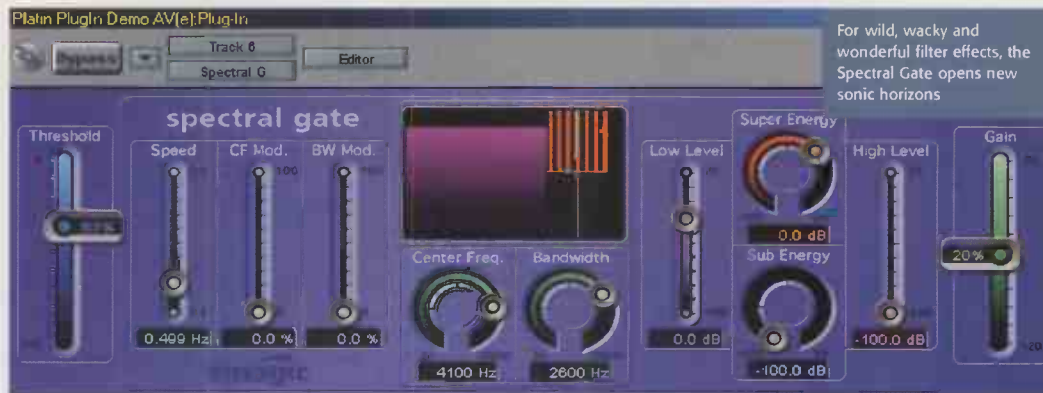 Platin PlugIn Demo AV(e):Plug-In
Bypass
Track 6
Spectral G
Editor
For wild, wacky and
wonderful filter effects, the
Spectral Gate opens new
sonic horizons
spectral gate
Threshold
Speed
CF Mod.
BW Mod.
100
100
0.499 Hz
0.0 %
0.0 %
Center Freq.
Bandwidth
4100 Hz
2600 Hz
Low Level
0.0 dB
Super Energy
0.0 dB
Sub Energy
-100.0 dB
High Level
-100.0 dB
Gain
20%